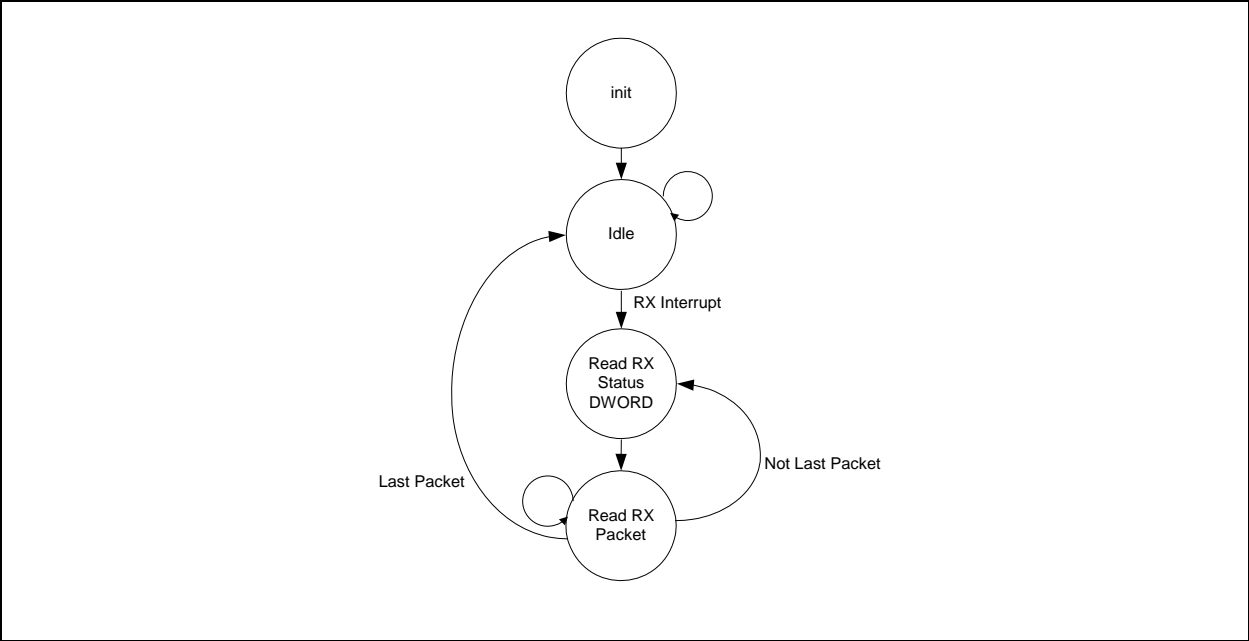 init
Idle
RX Interrupt
Read RX
Status
DWORD
Not Last Packet
Last Packet
Read RX
Packet